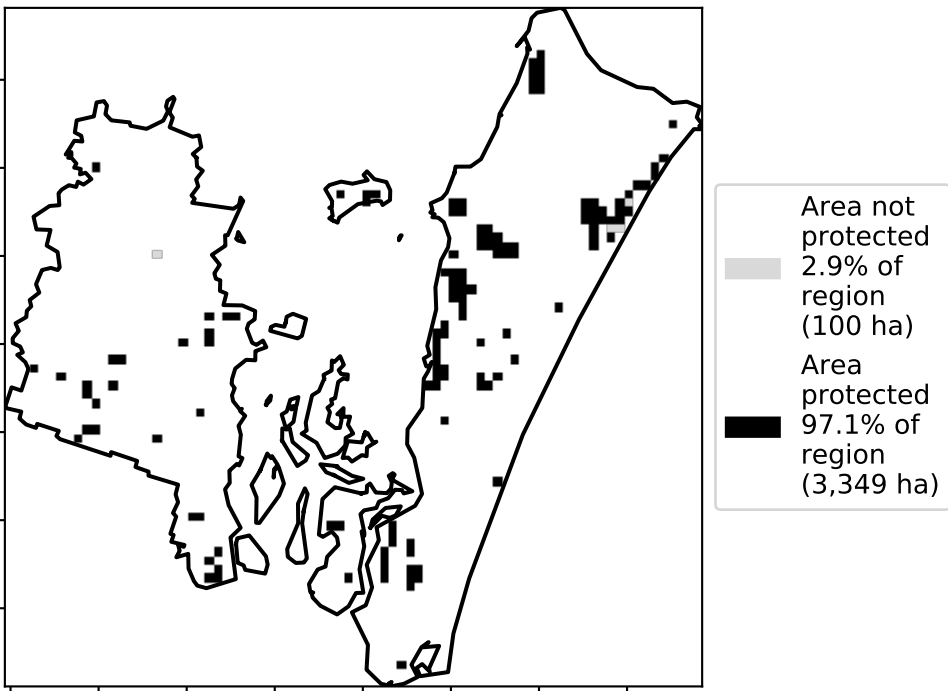 Area not
protected
2.9% of
region
(100 ha)
Area
protected
97.1% of
region
(3,349 ha)